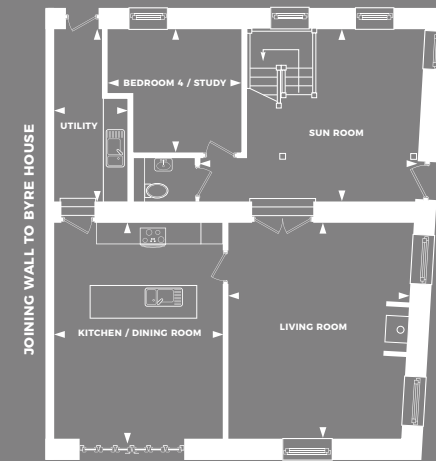 BEDROOM 4 / STUDY
UTILITY
SUN ROOM
JOINING WALL TO BYRE HOUSE
KITCHEN / DINING ROOM
LIVING ROOM